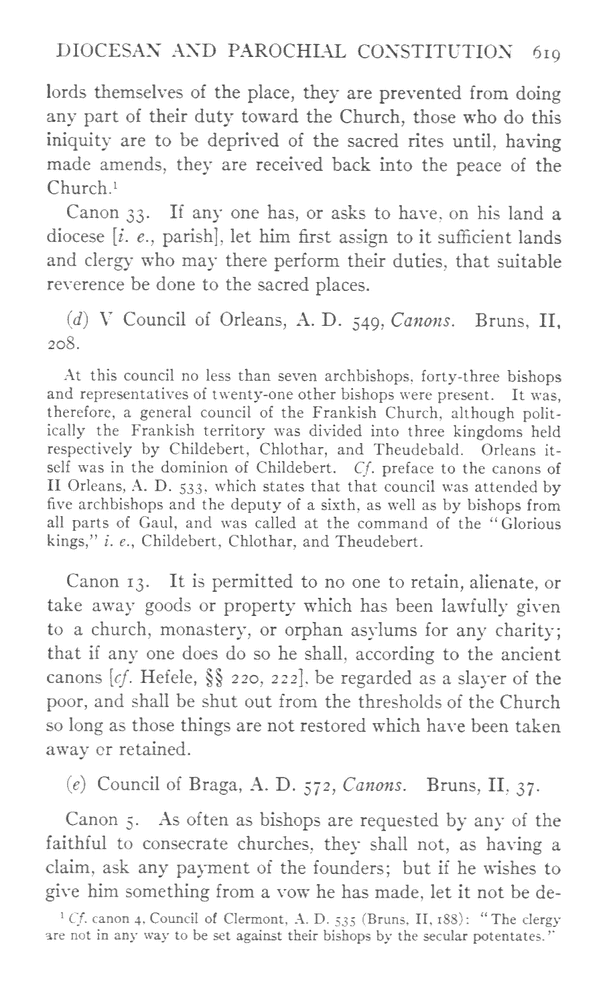 DIOCESAN AND PAROCHIAL CONSTITUTION 619
lords themselves of the place, they are prevented from doing
any part of their duty toward the Church, those who do this
iniquity are to be deprived of the sacred rites until, having
made amends, they are received back into the peace of the
Church.¹
Canon 33. If any one has, or asks to have, on his land a
diocese [i. e., parish], let him first assign to it sufficient lands
and clergy who may there perform their duties, that suitable
reverence be done to the sacred places.
(d) V Council of Orleans, A. D. 549, Canons. Bruns, II,
208.
At this council no less than seven archbishops, forty-three bishops
and representatives of twenty-one other bishops were present. It was,
therefore, a general council of the Frankish Church, although polit-
ically the Frankish territory was divided into three kingdoms held
respectively by Childebert, Chlothar, and Theudebald. Orleans it-
self was in the dominion of Childebert. Cf. preface to the canons of
II Orleans, A. D. 533, which states that that council was attended by
five archbishops and the deputy of a sixth, as well as by bishops from
all parts of Gaul, and was called at the command of the "Glorious
kings," i. e., Childebert, Chlothar, and Theudebert.
Canon 13. It is permitted to no one to retain, alienate, or
take away goods or property which has been lawfully given
to a church, monastery, or orphan asylums for any charity;
that if any one does do so he shall, according to the ancient
canons [cf. Hefele, §§ 220, 222], be regarded as a slayer of the
poor, and shall be shut out from the thresholds of the Church
so long as those things are not restored which have been taken
away or retained.
(e) Council of Braga, A. D. 572, Canons. Bruns, II, 37.
Canon 5. As often as bishops are requested by any of the
faithful to consecrate churches, they shall not, as having a
claim, ask any payment of the founders; but if he wishes to
give him something from a vow he has made, let it not be de-
¹ Cf. canon 4, Council of Clermont, A. D. 535 (Bruns, II, 188): "The clergy
are not in any way to be set against their bishops by the secular potentates."